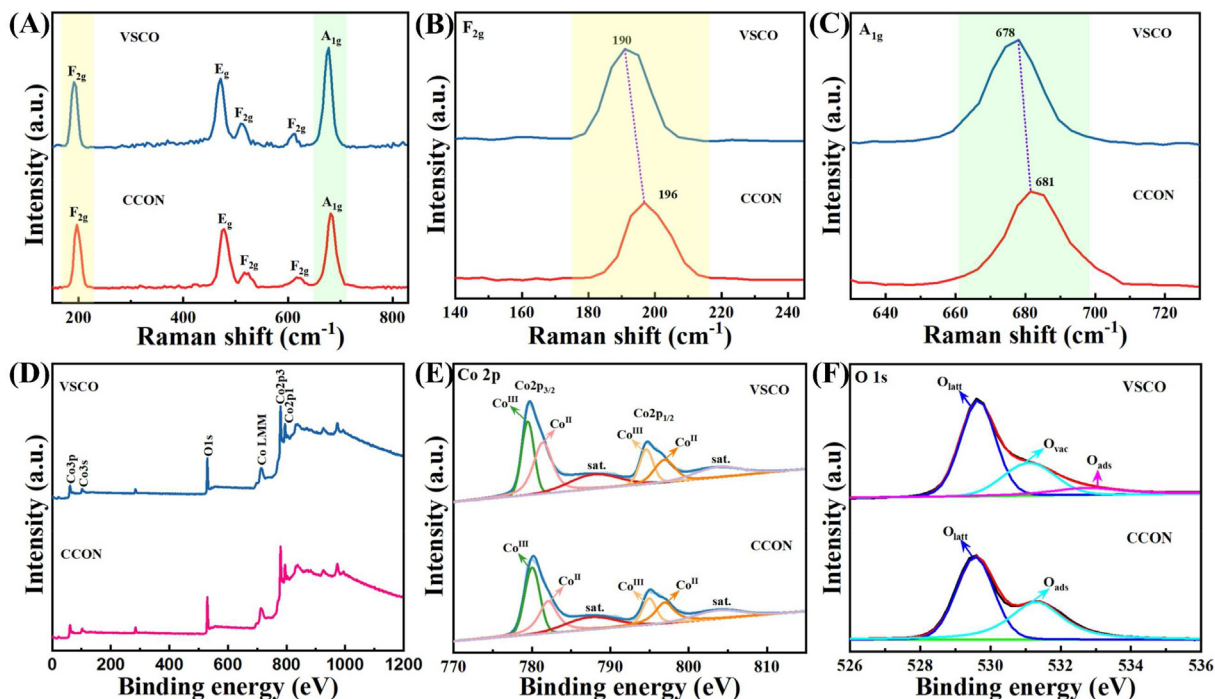 (A)
VSCO
F2g
Eg
F2g
F2g
A1g
CCON
F2g
Eg
F2g
F2g
A1g
Intensity (a.u.)
200 400 600 800
Raman shift (cm-1)
(B)
F2g
190
VSCO
196
CCON
Intensity (a.u.)
140 160 180 200 220 240
Raman shift (cm-1)
(C)
A1g
678
VSCO
681
CCON
Intensity (a.u.)
640 660 680 700 720
Raman shift (cm-1)
(D)
VSCO
Co3p
Co3s
O1s
Co LMM
Co2p3
Co2p1
CCON
Intensity (a.u)
0 200 400 600 800 1000 1200
Binding energy (eV)
(E)
Co 2p
VSCO
Co2p3/2
CoIII
CoII
sat.
Co2p1/2
CoIII
CoII
sat.
CCON
CoIII
CoII
sat.
CoIII
CoII
sat.
Intensity (a.u)
770 780 790 800 810
Binding energy (eV)
(F)
O 1s
VSCO
Olatt
Ovac
Oads
CCON
Olatt
Oads
Intensity (a.u)
526 528 530 532 534 536
Binding energy (eV)